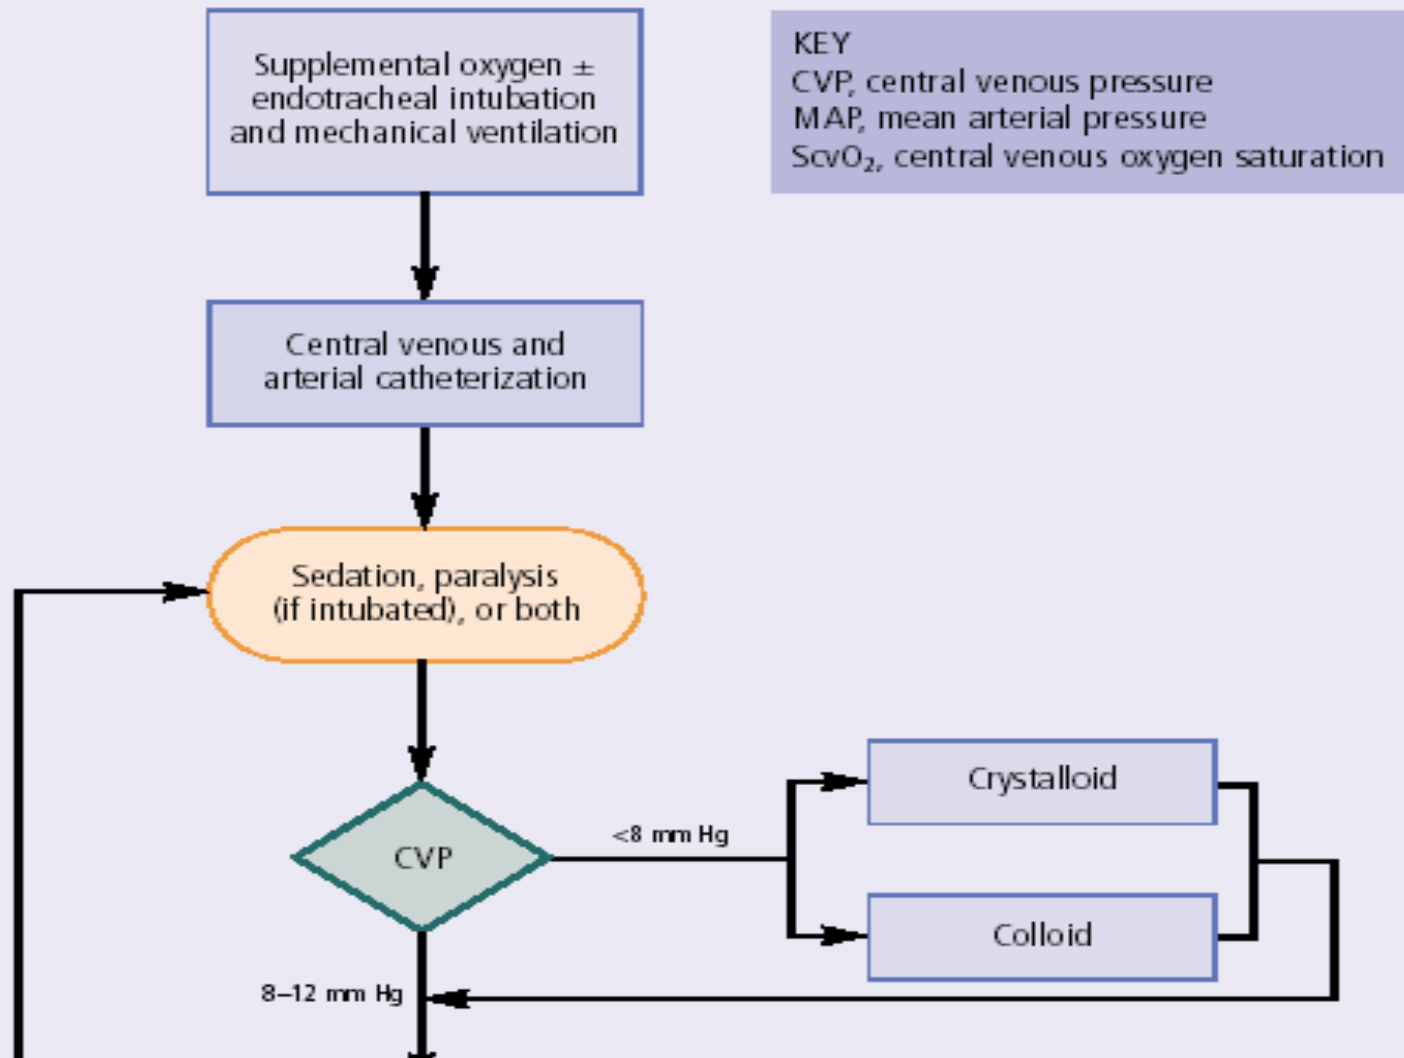 Supplemental oxygen ±
endotracheal intubation
and mechanical ventilation
KEY
CVP, central venous pressure
MAP, mean arterial pressure
ScvO₂, central venous oxygen saturation
Central venous and
arterial catheterization
Sedation, paralysis
(if intubated), or both
CVP
<8 mm Hg
Crystalloid
Colloid
8–12 mm Hg